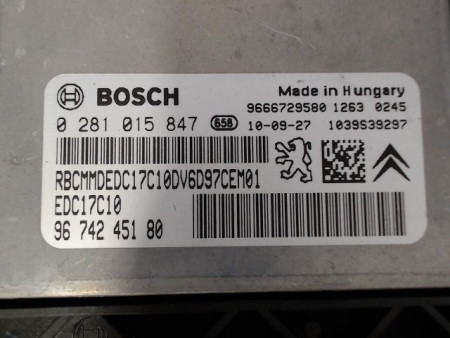 BOSCH
Made in Hungary
9666729580 1263 0245
0 281 015 847 658 10-09-27 1039S39297
RBCMMDEDC17C10DV6D97CEM01
EDC17C10
96 742 451 80